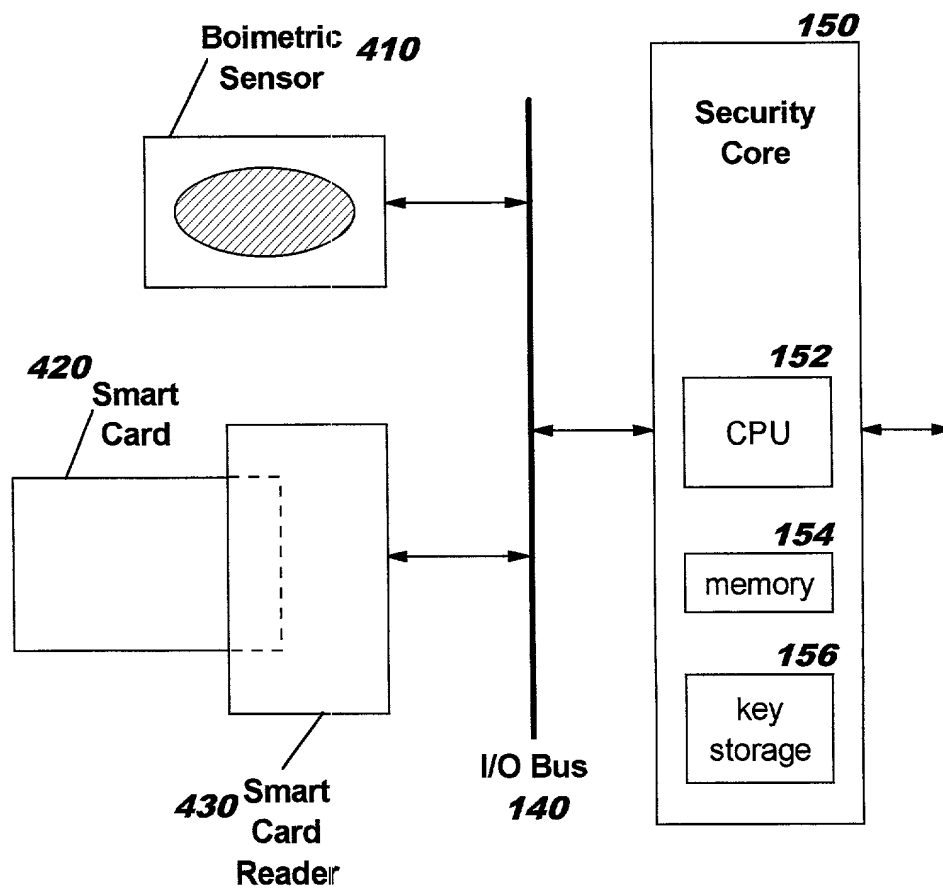 Boimetric 410
Sensor
150
Security
Core
420
Smart
Card
152
CPU
154
memory
156
key
storage
I/O Bus
140
430 Smart
Card
Reader